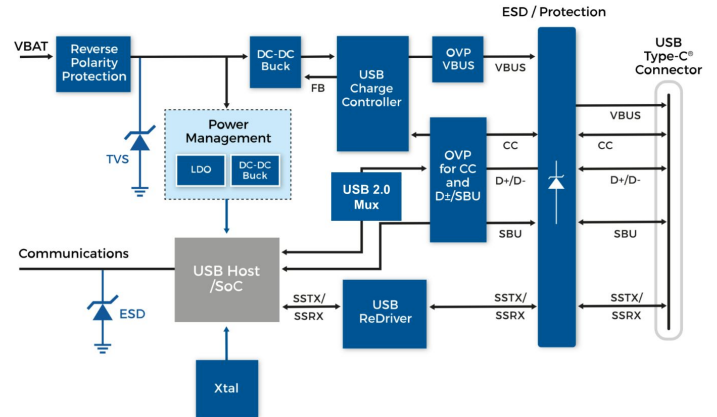 ESD / Protection
VBAT
Reverse
Polarity
Protection
DC-DC
Buck
FB
USB
Charge
Controller
OVP
VBUS
VBUS
USB
Type-C®
Connector
VBUS
TVS
Power
Management
LDO
DC-DC
Buck
OVP
for CC
and
D±/SBU
CC
D+/D-
SBU
CC
D+/D-
SBU
USB 2.0
Mux
Communications
ESD
USB Host
/SoC
SSTX/
SSRX
USB
ReDriver
SSTX/
SSRX
SSTX/
SSRX
Xtal